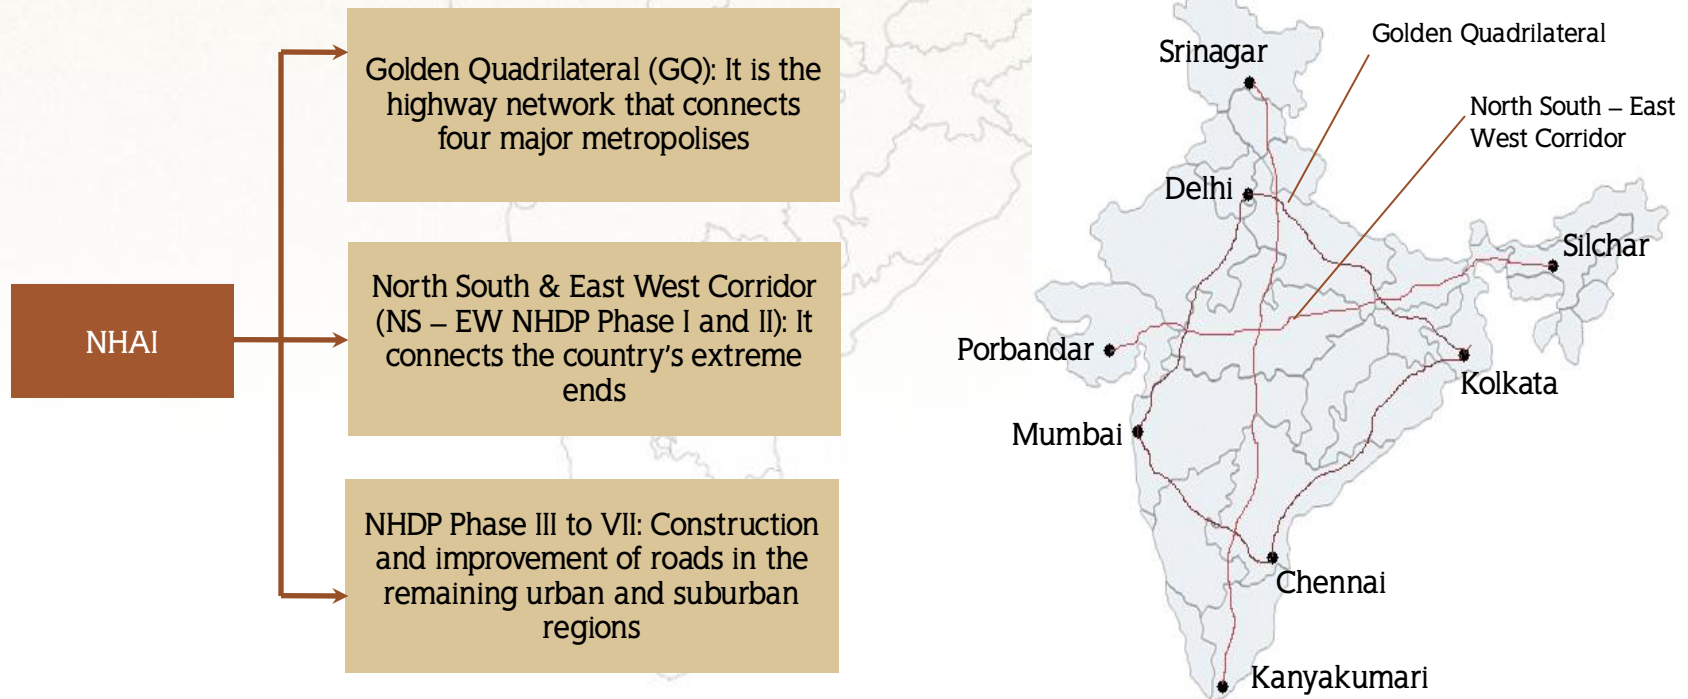 NHAI
Golden Quadrilateral (GQ): It is the
highway network that connects
four major metropolises
North South & East West Corridor
(NS – EW NHDP Phase I and II): It
connects the country’s extreme
ends
NHDP Phase III to VII: Construction
and improvement of roads in the
remaining urban and suburban
regions
Golden Quadrilateral
North South – East
West Corridor
Srinagar
Delhi
Silchar
Porbandar
Kolkata
Mumbai
Chennai
Kanyakumari